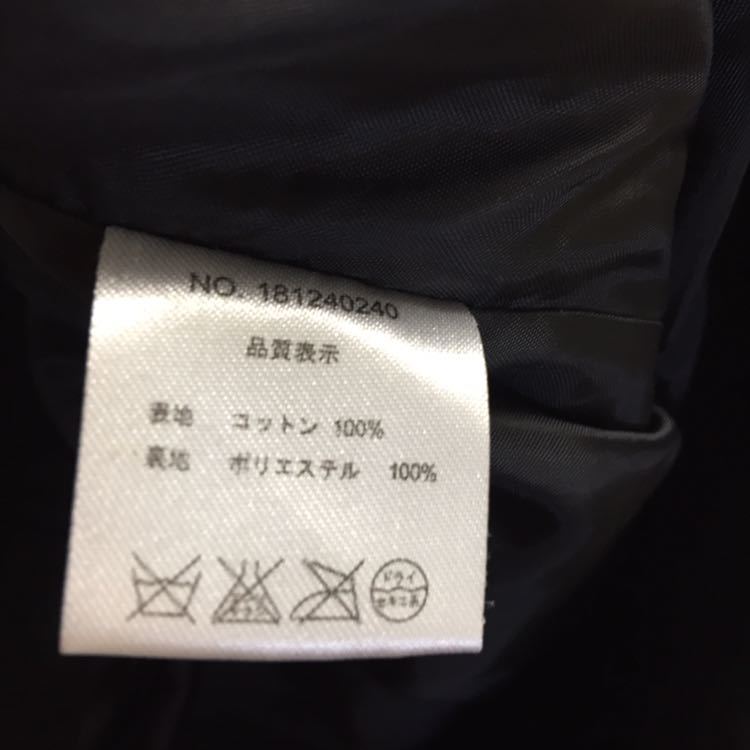 NO. 181240240
品質表示
表地 コットン 100%
裏地 ポリエステル 100%
ドライ
セキユ系